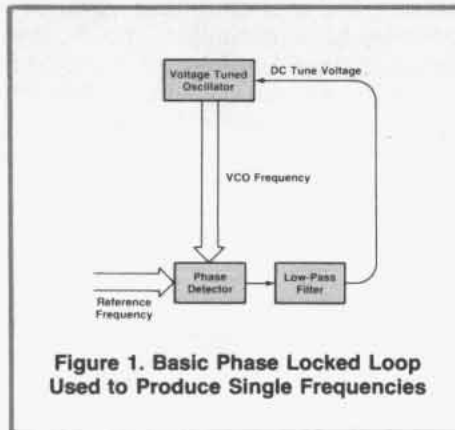 Voltage Tuned
Oscillator
DC Tune Voltage
VCO Frequency
Phase
Detector
Low-Pass
Filter
Reference
Frequency
Figure 1. Basic Phase Locked Loop
Used to Produce Single Frequencies